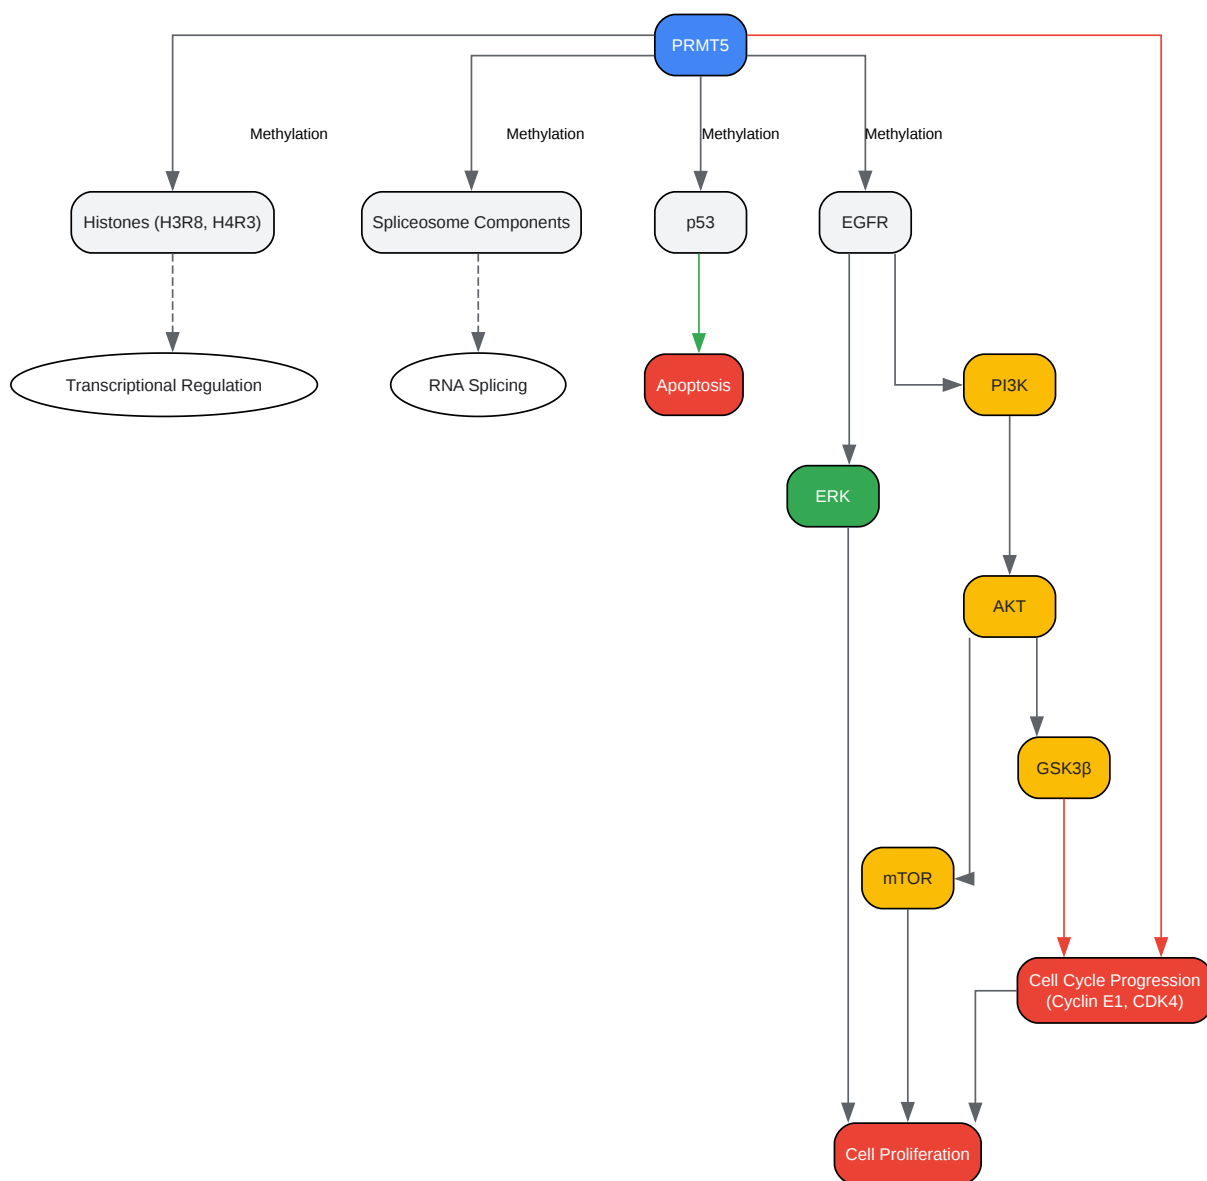 PRMT5
Methylation
Methylation
Methylation
Methylation
Histones (H3R8, H4R3)
Spliceosome Components
p53
EGFR
Transcriptional Regulation
RNA Splicing
Apoptosis
PI3K
ERK
AKT
GSK3β
mTOR
Cell Cycle Progression
(Cyclin E1, CDK4)
Cell Proliferation